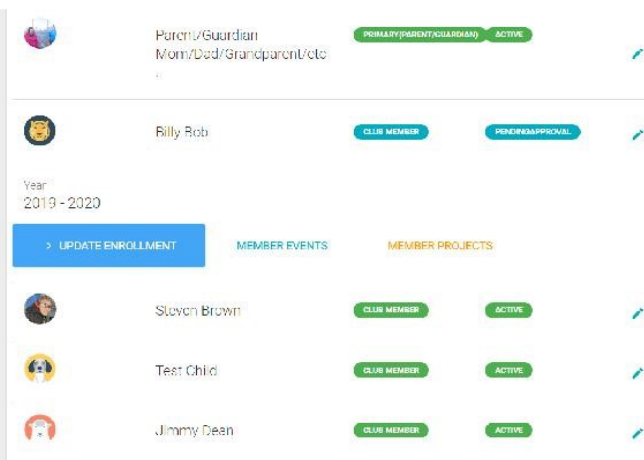 Parent/Guardian PRIMARY(PARENT/GUARDIAN) ACTIVE
Mom/Dad/Grandparent/etc
.
Billy Bob CLUB MEMBER PENDINGAPPROVAL
Year
2019 - 2020
> UPDATE ENROLLMENT MEMBER EVENTS MEMBER PROJECTS
Steven Brown CLUB MEMBER ACTIVE
Test Child CLUB MEMBER ACTIVE
Jimmy Dean CLUB MEMBER ACTIVE